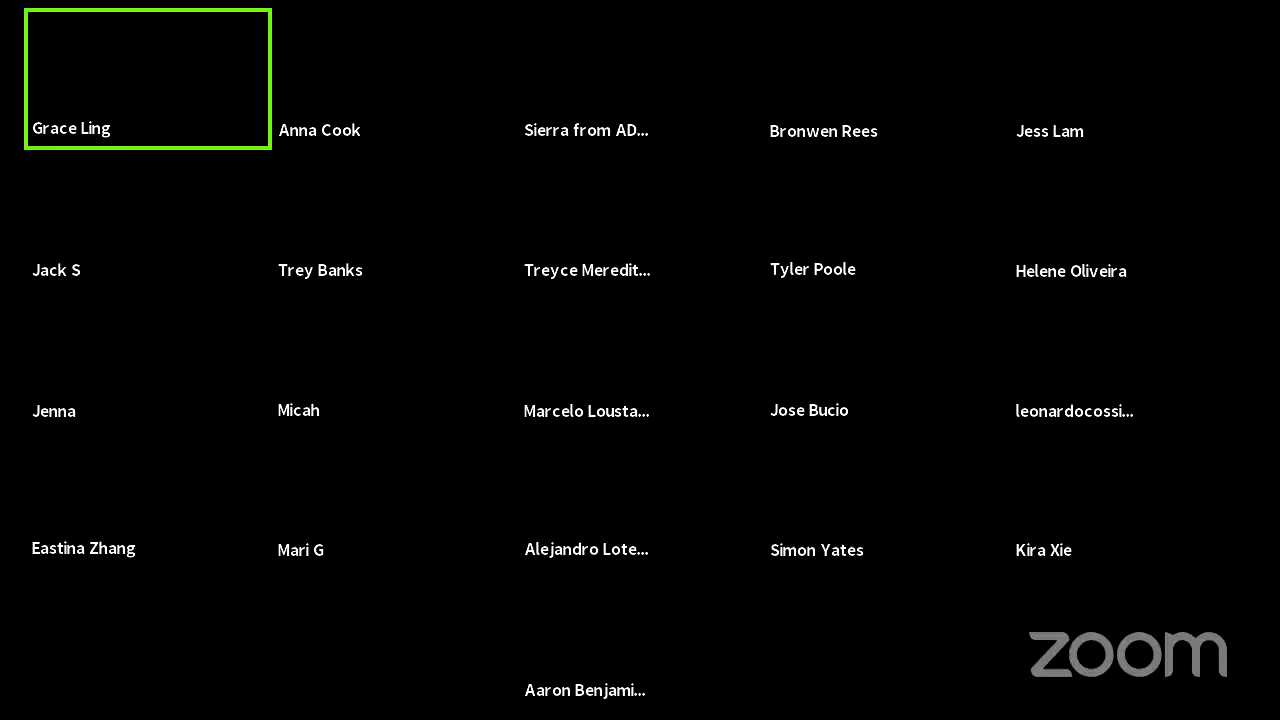 Grace Ling
Anna Cook
Sierra from AD...
Bronwen Rees
Jess Lam
Jack S
Trey Banks
Treyce Meredit...
Tyler Poole
Helene Oliveira
Jenna
Micah
Marcelo Lousta...
Jose Bucio
leonardocossi...
Eastina Zhang
Mari G
Alejandro Lote...
Simon Yates
Kira Xie
zoom
Aaron Benjami...